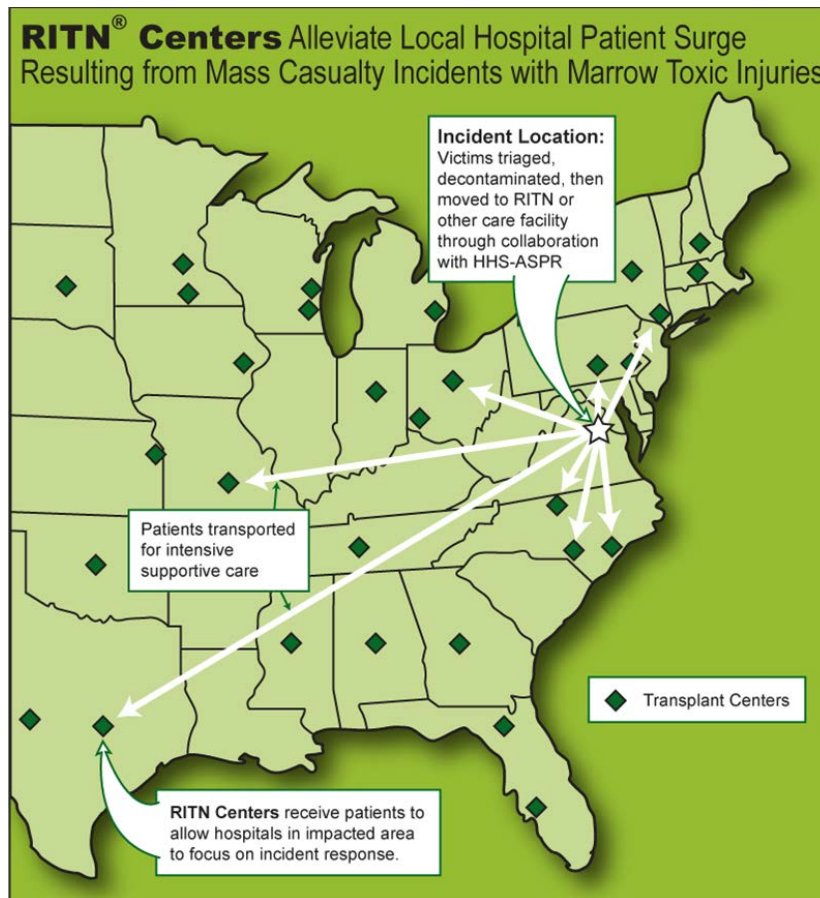 RITN® Centers Alleviate Local Hospital Patient Surge
Resulting from Mass Casualty Incidents with Marrow Toxic Injuries
Incident Location:
Victims triaged,
decontaminated, then
moved to RITN or
other care facility
through collaboration
with HHS-ASPR
Patients transported
for intensive
supportive care
Transplant Centers
RITN Centers receive patients to
allow hospitals in impacted area
to focus on incident response.